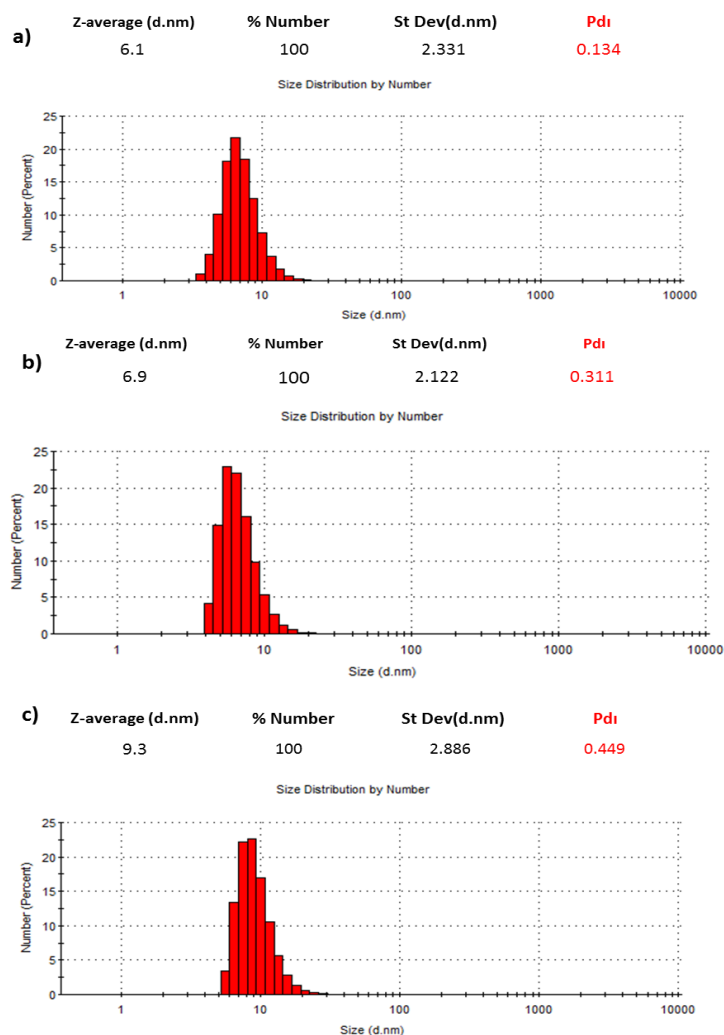 a)
Z-average (d.nm) % Number St Dev(d.nm) Pdı
6.1 100 2.331 0.134
Size Distribution by Number
Number (Percent)
25
20
15
10
5
0
1 10 100 1000 10000
Size (d.nm)
b)
Z-average (d.nm) % Number St Dev(d.nm) Pdı
6.9 100 2.122 0.311
Size Distribution by Number
Number (Percent)
25
20
15
10
5
0
1 10 100 1000 10000
Size (d.nm)
c)
Z-average (d.nm) % Number St Dev(d.nm) Pdı
9.3 100 2.886 0.449
Size Distribution by Number
Number (Percent)
25
20
15
10
5
0
1 10 100 1000 10000
Size (d.nm)